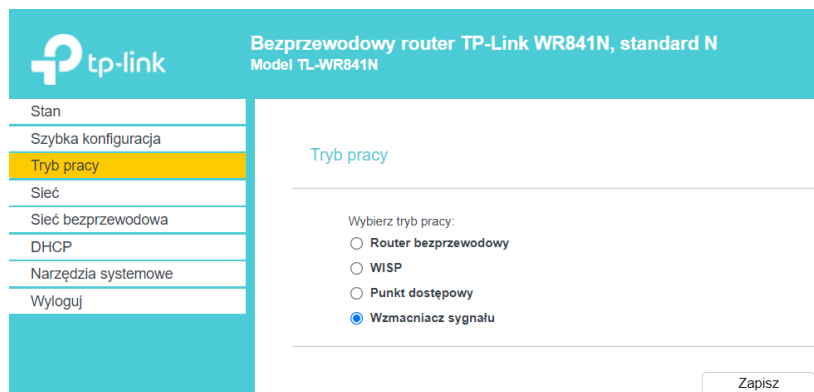 tp-link
Bezprzewodowy router TP-Link WR841N, standard N
Model TL-WR841N
Stan
Szybka konfiguracja
Tryb pracy
Sieć
Sieć bezprzewodowa
DHCP
Narzędzia systemowe
Wyloguj
Tryb pracy
Wybierz tryb pracy:
Router bezprzewodowy
WISP
Punkt dostępowy
Wzmacniacz sygnału
Zapisz